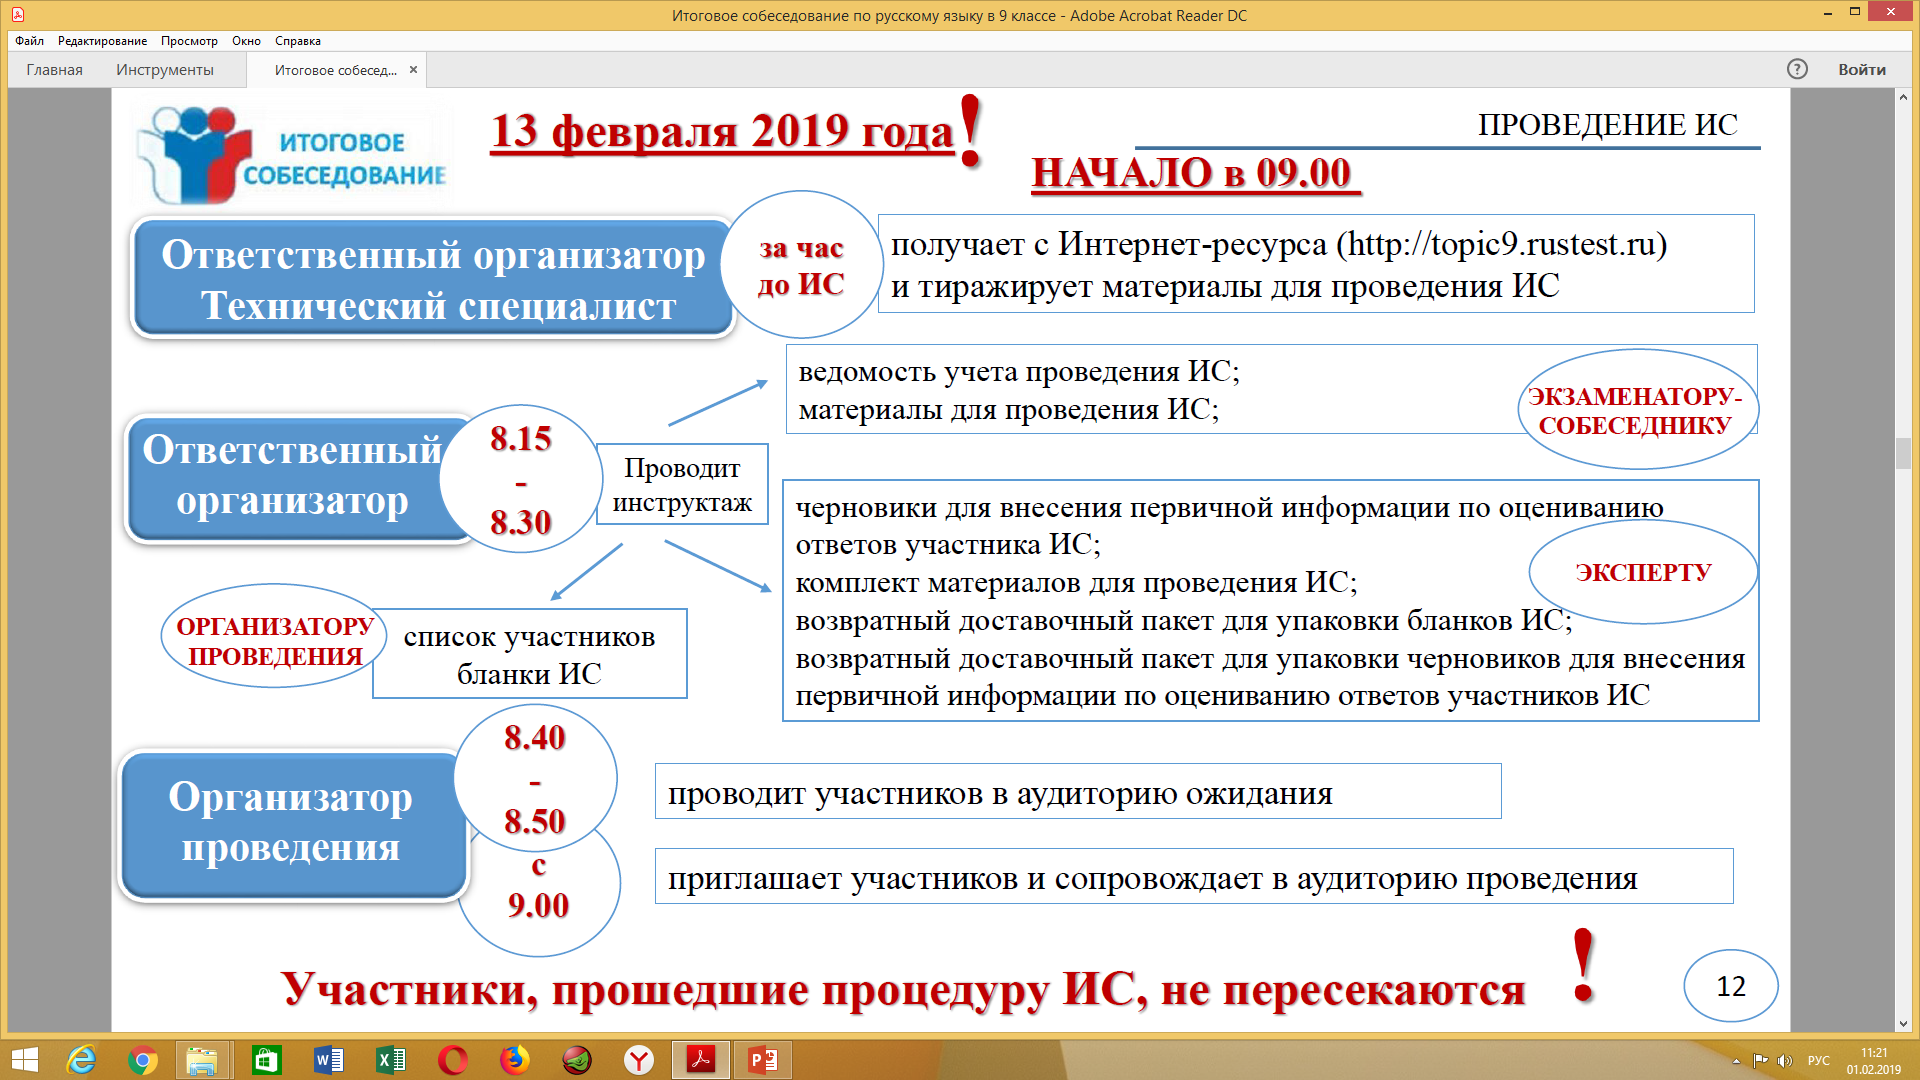 Итоговое собеседование по русскому языку в 9 классе - Adobe Acrobat Reader DC
Файл Редактирование Просмотр Окно Справка
Главная Инструменты Итоговое собесед... × ? Войти
ИТОГОВОЕ
СОБЕСЕДОВАНИЕ
13 февраля 2019 года!
ПРОВЕДЕНИЕ ИС
НАЧАЛО в 09.00
Ответственный организатор
Технический специалист
за час
до ИС
получает с Интернет-ресурса (http://topic9.rustest.ru)
и тиражирует материалы для проведения ИС
ведомость учета проведения ИС;
материалы для проведения ИС;
ЭКЗАМЕНАТОРУ-
СОБЕСЕДНИКУ
Ответственный
организатор
8.15
-
8.30
Проводит
инструктаж
черновики для внесения первичной информации по оцениванию
ответов участника ИС;
комплект материалов для проведения ИС;
возвратный доставочный пакет для упаковки бланков ИС;
возвратный доставочный пакет для упаковки черновиков для внесения
первичной информации по оцениванию ответов участников ИС
ЭКСПЕРТУ
ОРГАНИЗАТОРУ
ПРОВЕДЕНИЯ
список участников
бланки ИС
Организатор
проведения
8.40
-
8.50
проводит участников в аудиторию ожидания
с
9.00
приглашает участников и сопровождает в аудиторию проведения
Участники, прошедшие процедуру ИС, не пересекаются !
12
РУС
11:21
01.02.2019